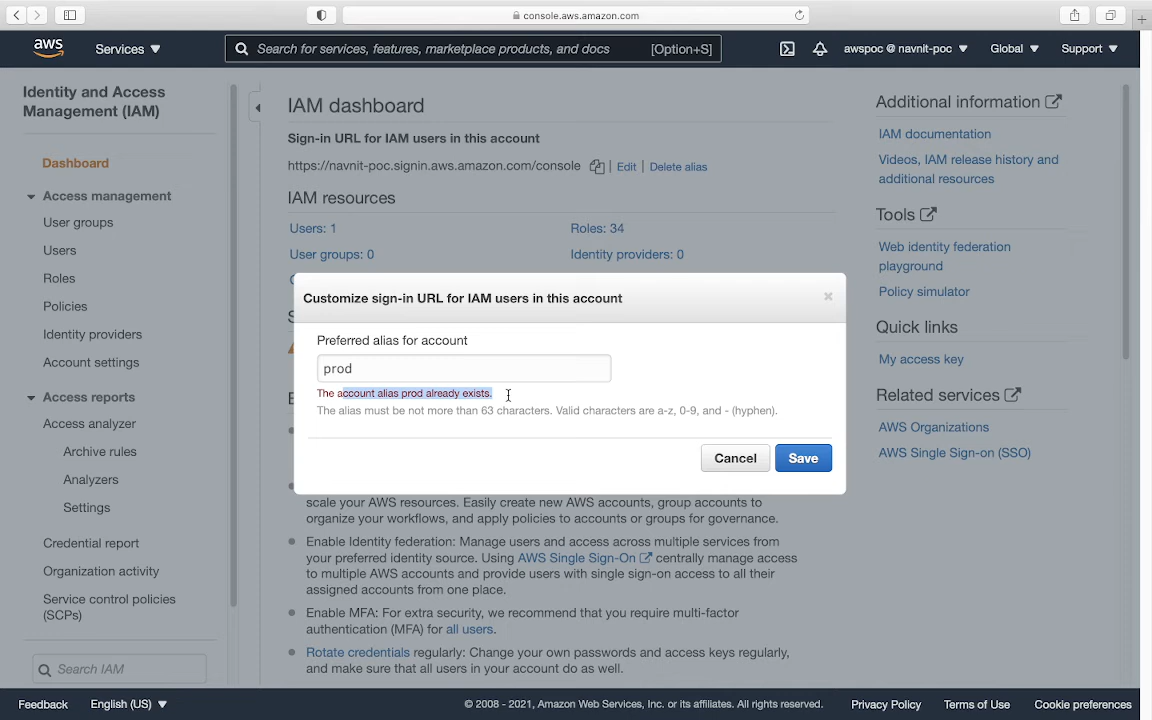 console.aws.amazon.com
aws
Services
Search for services, features, marketplace products, and docs
[Option+S]
awspoc @ navnit-poc
Global
Support
Identity and Access
Management (IAM)
Dashboard
Access management
User groups
Users
Roles
Policies
Identity providers
Account settings
Access reports
Access analyzer
Archive rules
Analyzers
Settings
Credential report
Organization activity
Service control policies
(SCPs)
Search IAM
IAM dashboard
Sign-in URL for IAM users in this account
https://navnit-poc.signin.aws.amazon.com/console
| Edit | Delete alias
IAM resources
Users: 1
Roles: 34
User groups: 0
Identity providers: 0
Customize sign-in URL for IAM users in this account
×
Preferred alias for account
prod
The account alias prod already exists.
The alias must be not more than 63 characters. Valid characters are a-z, 0-9, and - (hyphen).
Cancel
Save
scale your AWS resources. Easily create new AWS accounts, group accounts to
organize your workflows, and apply policies to accounts or groups for governance.
Enable Identity federation: Manage users and access across multiple services from
your preferred identity source. Using AWS Single Sign-On centrally manage access
to multiple AWS accounts and provide users with single sign-on access to all their
assigned accounts from one place.
Enable MFA: For extra security, we recommend that you require multi-factor
authentication (MFA) for all users.
Rotate credentials regularly: Change your own passwords and access keys regularly,
and make sure that all users in your account do as well.
Additional information
IAM documentation
Videos, IAM release history and
additional resources
Tools
Web identity federation
playground
Policy simulator
Quick links
My access key
Related services
AWS Organizations
AWS Single Sign-on (SSO)
Feedback
English (US)
© 2008 - 2021, Amazon Web Services, Inc. or its affiliates. All rights reserved.
Privacy Policy
Terms of Use
Cookie preferences